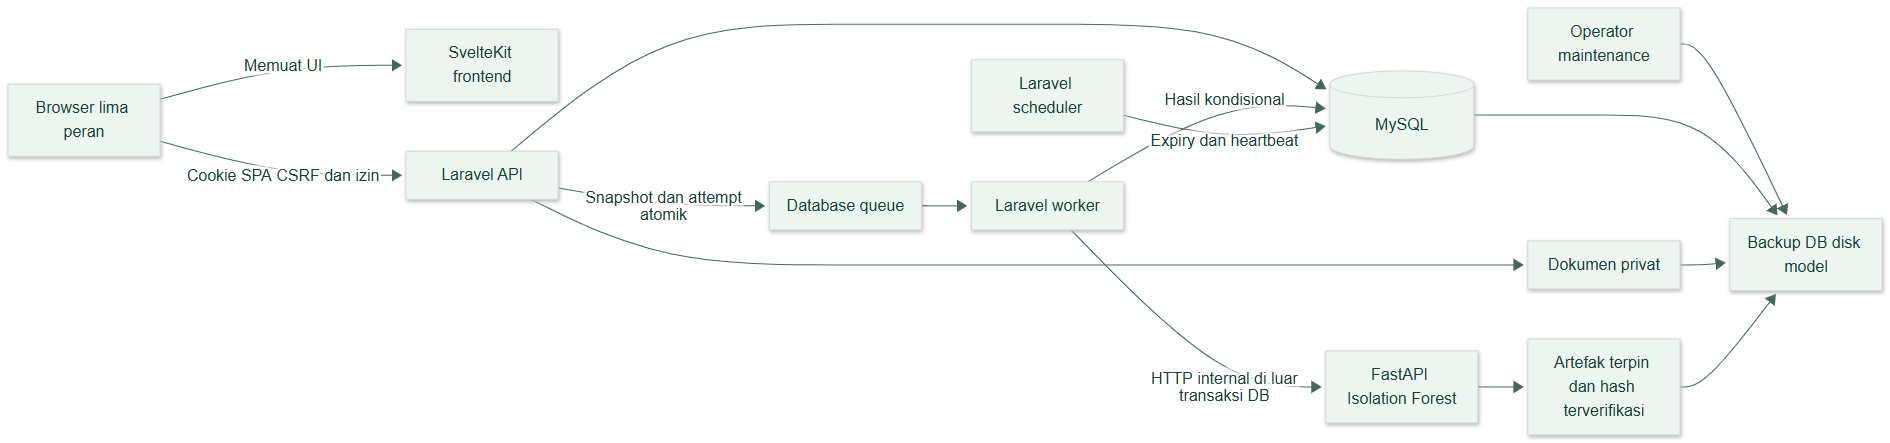 Browser lima
peran
Memuat UI
Cookie SPA CSRF dan izin
SvelteKit
frontend
Laravel API
Snapshot dan attempt
atomik
Database queue
Laravel
scheduler
Laravel worker
Hasil kondisional
Expiry dan heartbeat
HTTP internal di luar
transaksi DB
MySQL
FastAPI
Isolation Forest
Operator
maintenance
Dokumen privat
Artefak terpin
dan hash
terverifikasi
Backup DB disk
model